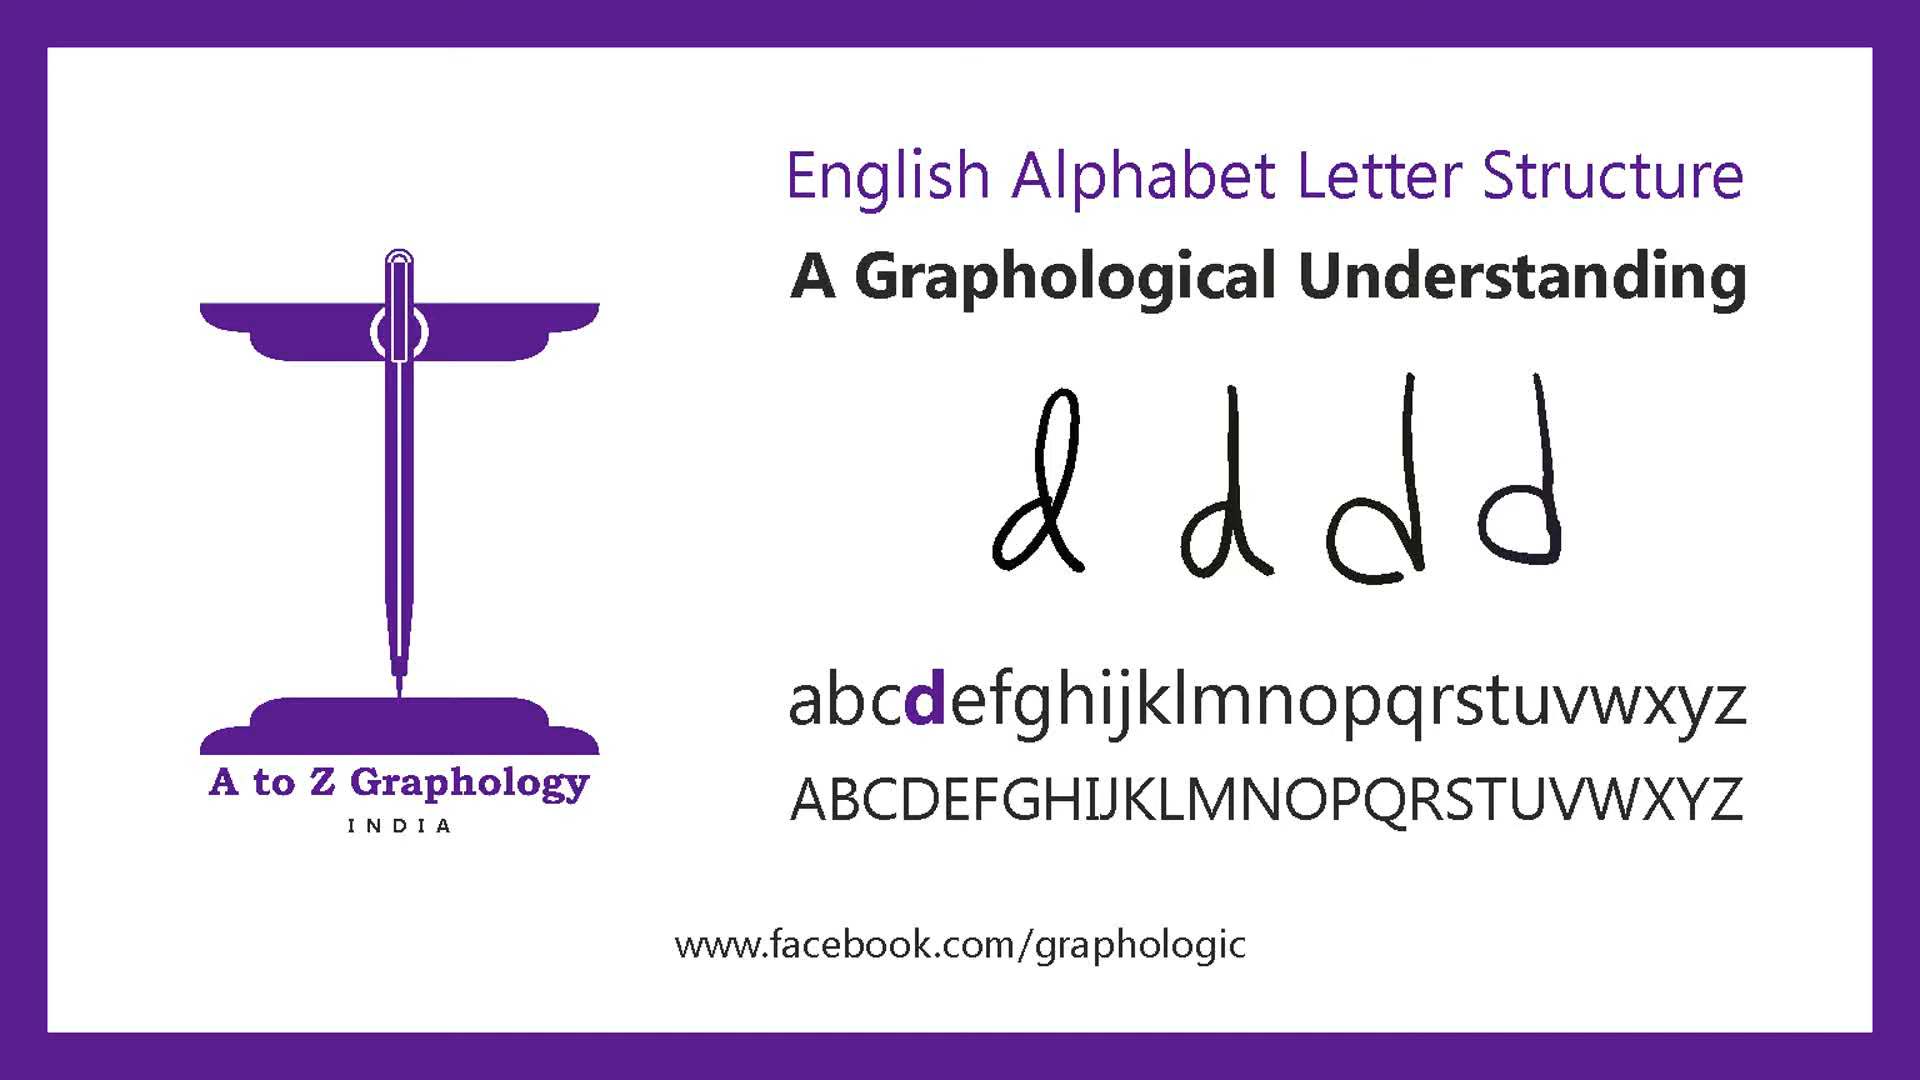 English Alphabet Letter Structure
A Graphological Understanding
d d d d
abcdefghijklmnopqrstuvwxyz
ABCDEFGHIJKLMNOPQRSTUVWXYZ
A to Z Graphology
INDIA
www.facebook.com/graphologic